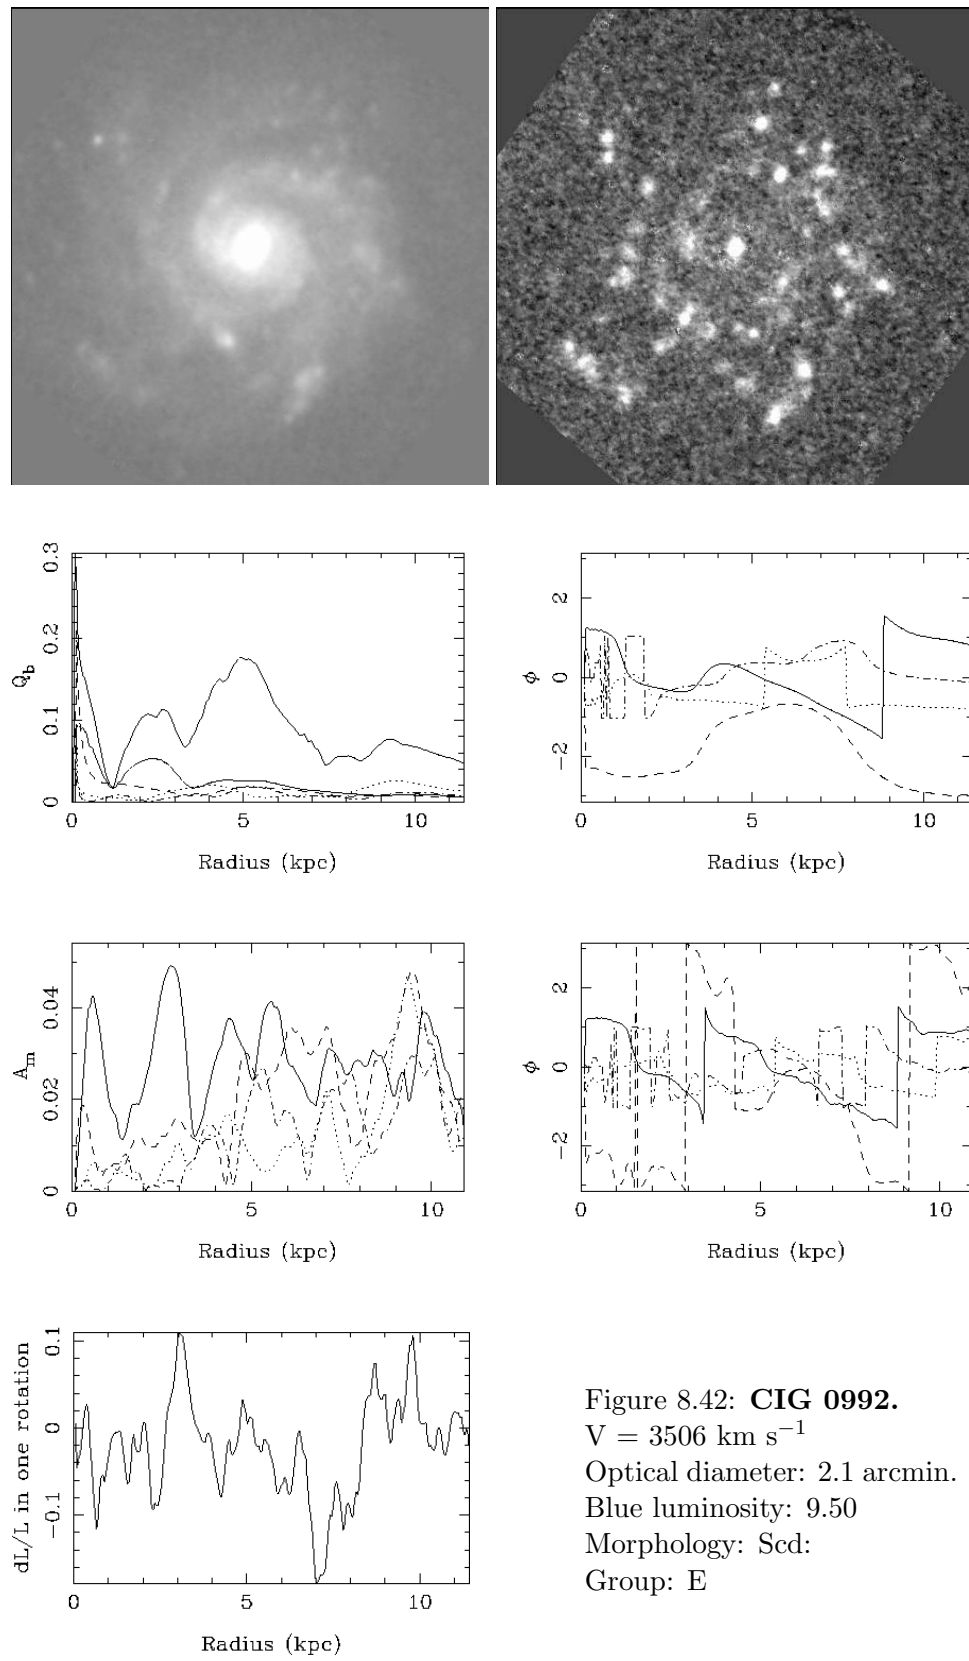 0.3
0.2
0.1
0
Q_b
0 5 10
Radius (kpc)
2
0
−2
ϕ
0 5 10
Radius (kpc)
0.04
0.02
0
A_m
0 5 10
Radius (kpc)
2
0
−2
ϕ
0 5 10
Radius (kpc)
0.1
0
−0.1
dL/L in one rotation
0 5 10
Radius (kpc)
Figure 8.42: CIG 0992.
V = 3506 km s⁻¹
Optical diameter: 2.1 arcmin.
Blue luminosity: 9.50
Morphology: Scd:
Group: E